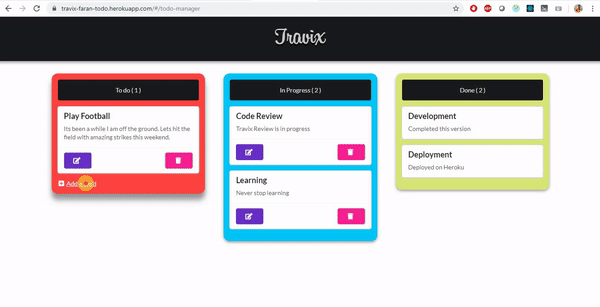 travix-faran-todo.herokuapp.com/#/todo-manager
Travix
To do ( 1 )
Play Football
Its been a while I am off the ground. Lets hit the
field with amazing strikes this weekend.
In Progress ( 2 )
Code Review
Travix Review is in progress
Learning
Never stop learning
Done ( 2 )
Development
Completed this version
Deployment
Deployed on Heroku